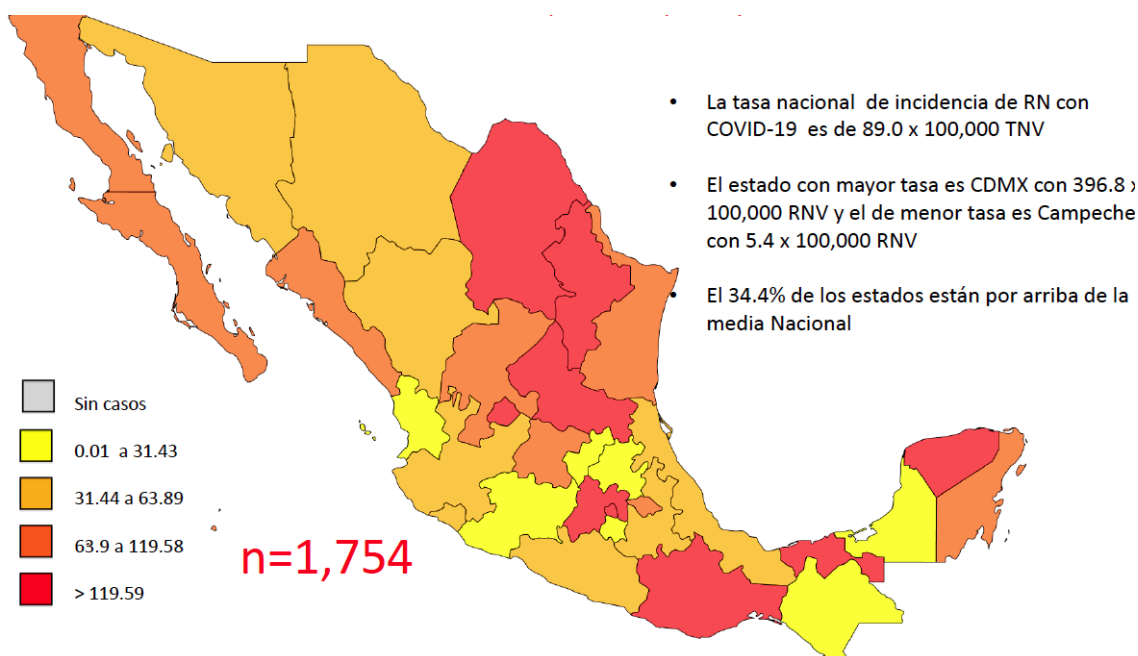 • La tasa nacional de incidencia de RN con
COVID-19 es de 89.0 x 100,000 TNV
• El estado con mayor tasa es CDMX con 396.8 x
100,000 RNV y el de menor tasa es Campeche
con 5.4 x 100,000 RNV
• El 34.4% de los estados están por arriba de la
media Nacional
Sin casos
0.01 a 31.43
31.44 a 63.89
63.9 a 119.58
> 119.59
n=1,754